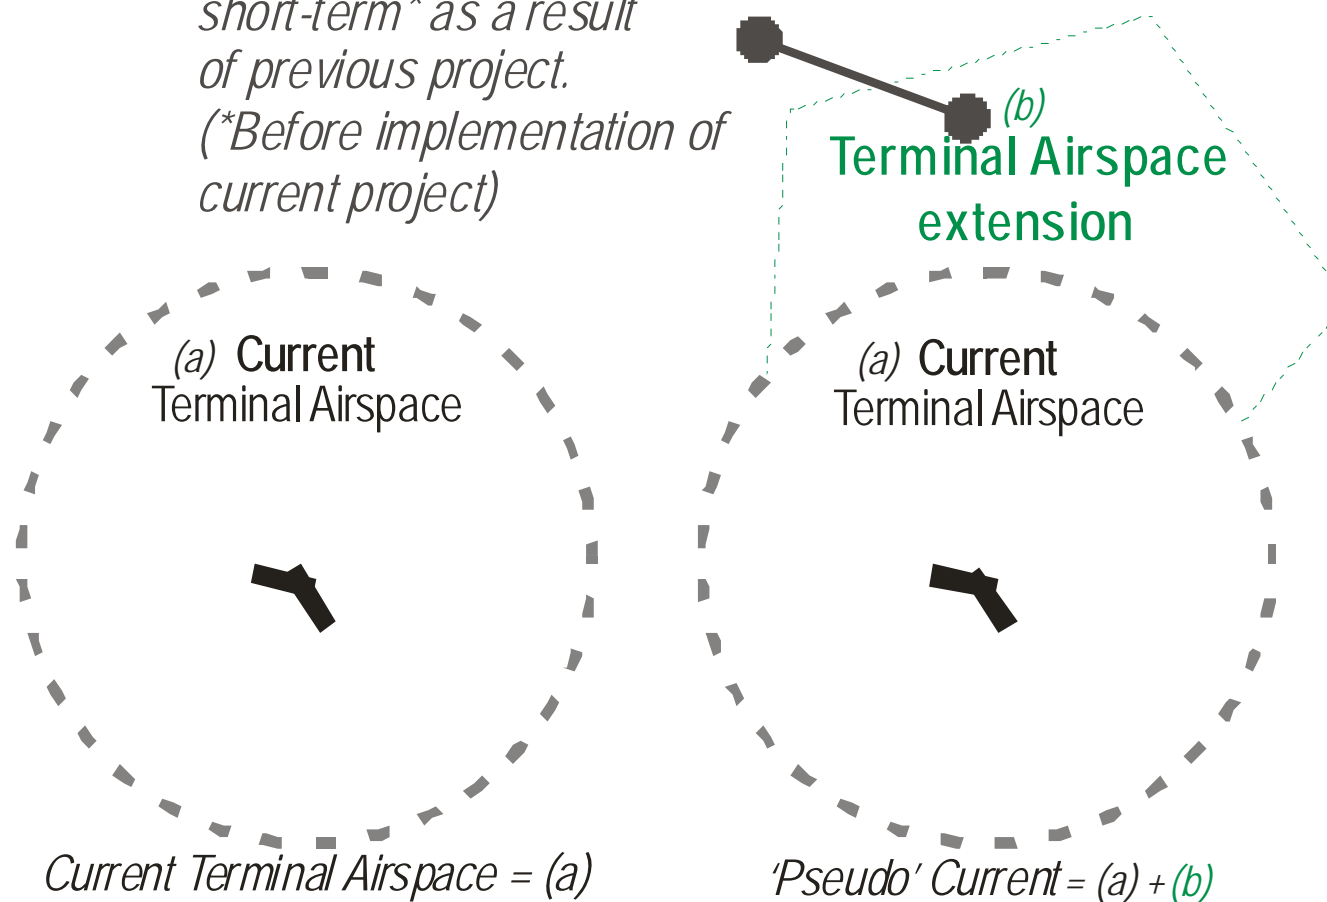 short-term* as a result
of previous project.
(*Before implementation of
current project)
(b)
Terminal Airspace
extension
(a) Current
Terminal Airspace
(a) Current
Terminal Airspace
Current Terminal Airspace = (a)
‘Pseudo’ Current = (a) + (b)